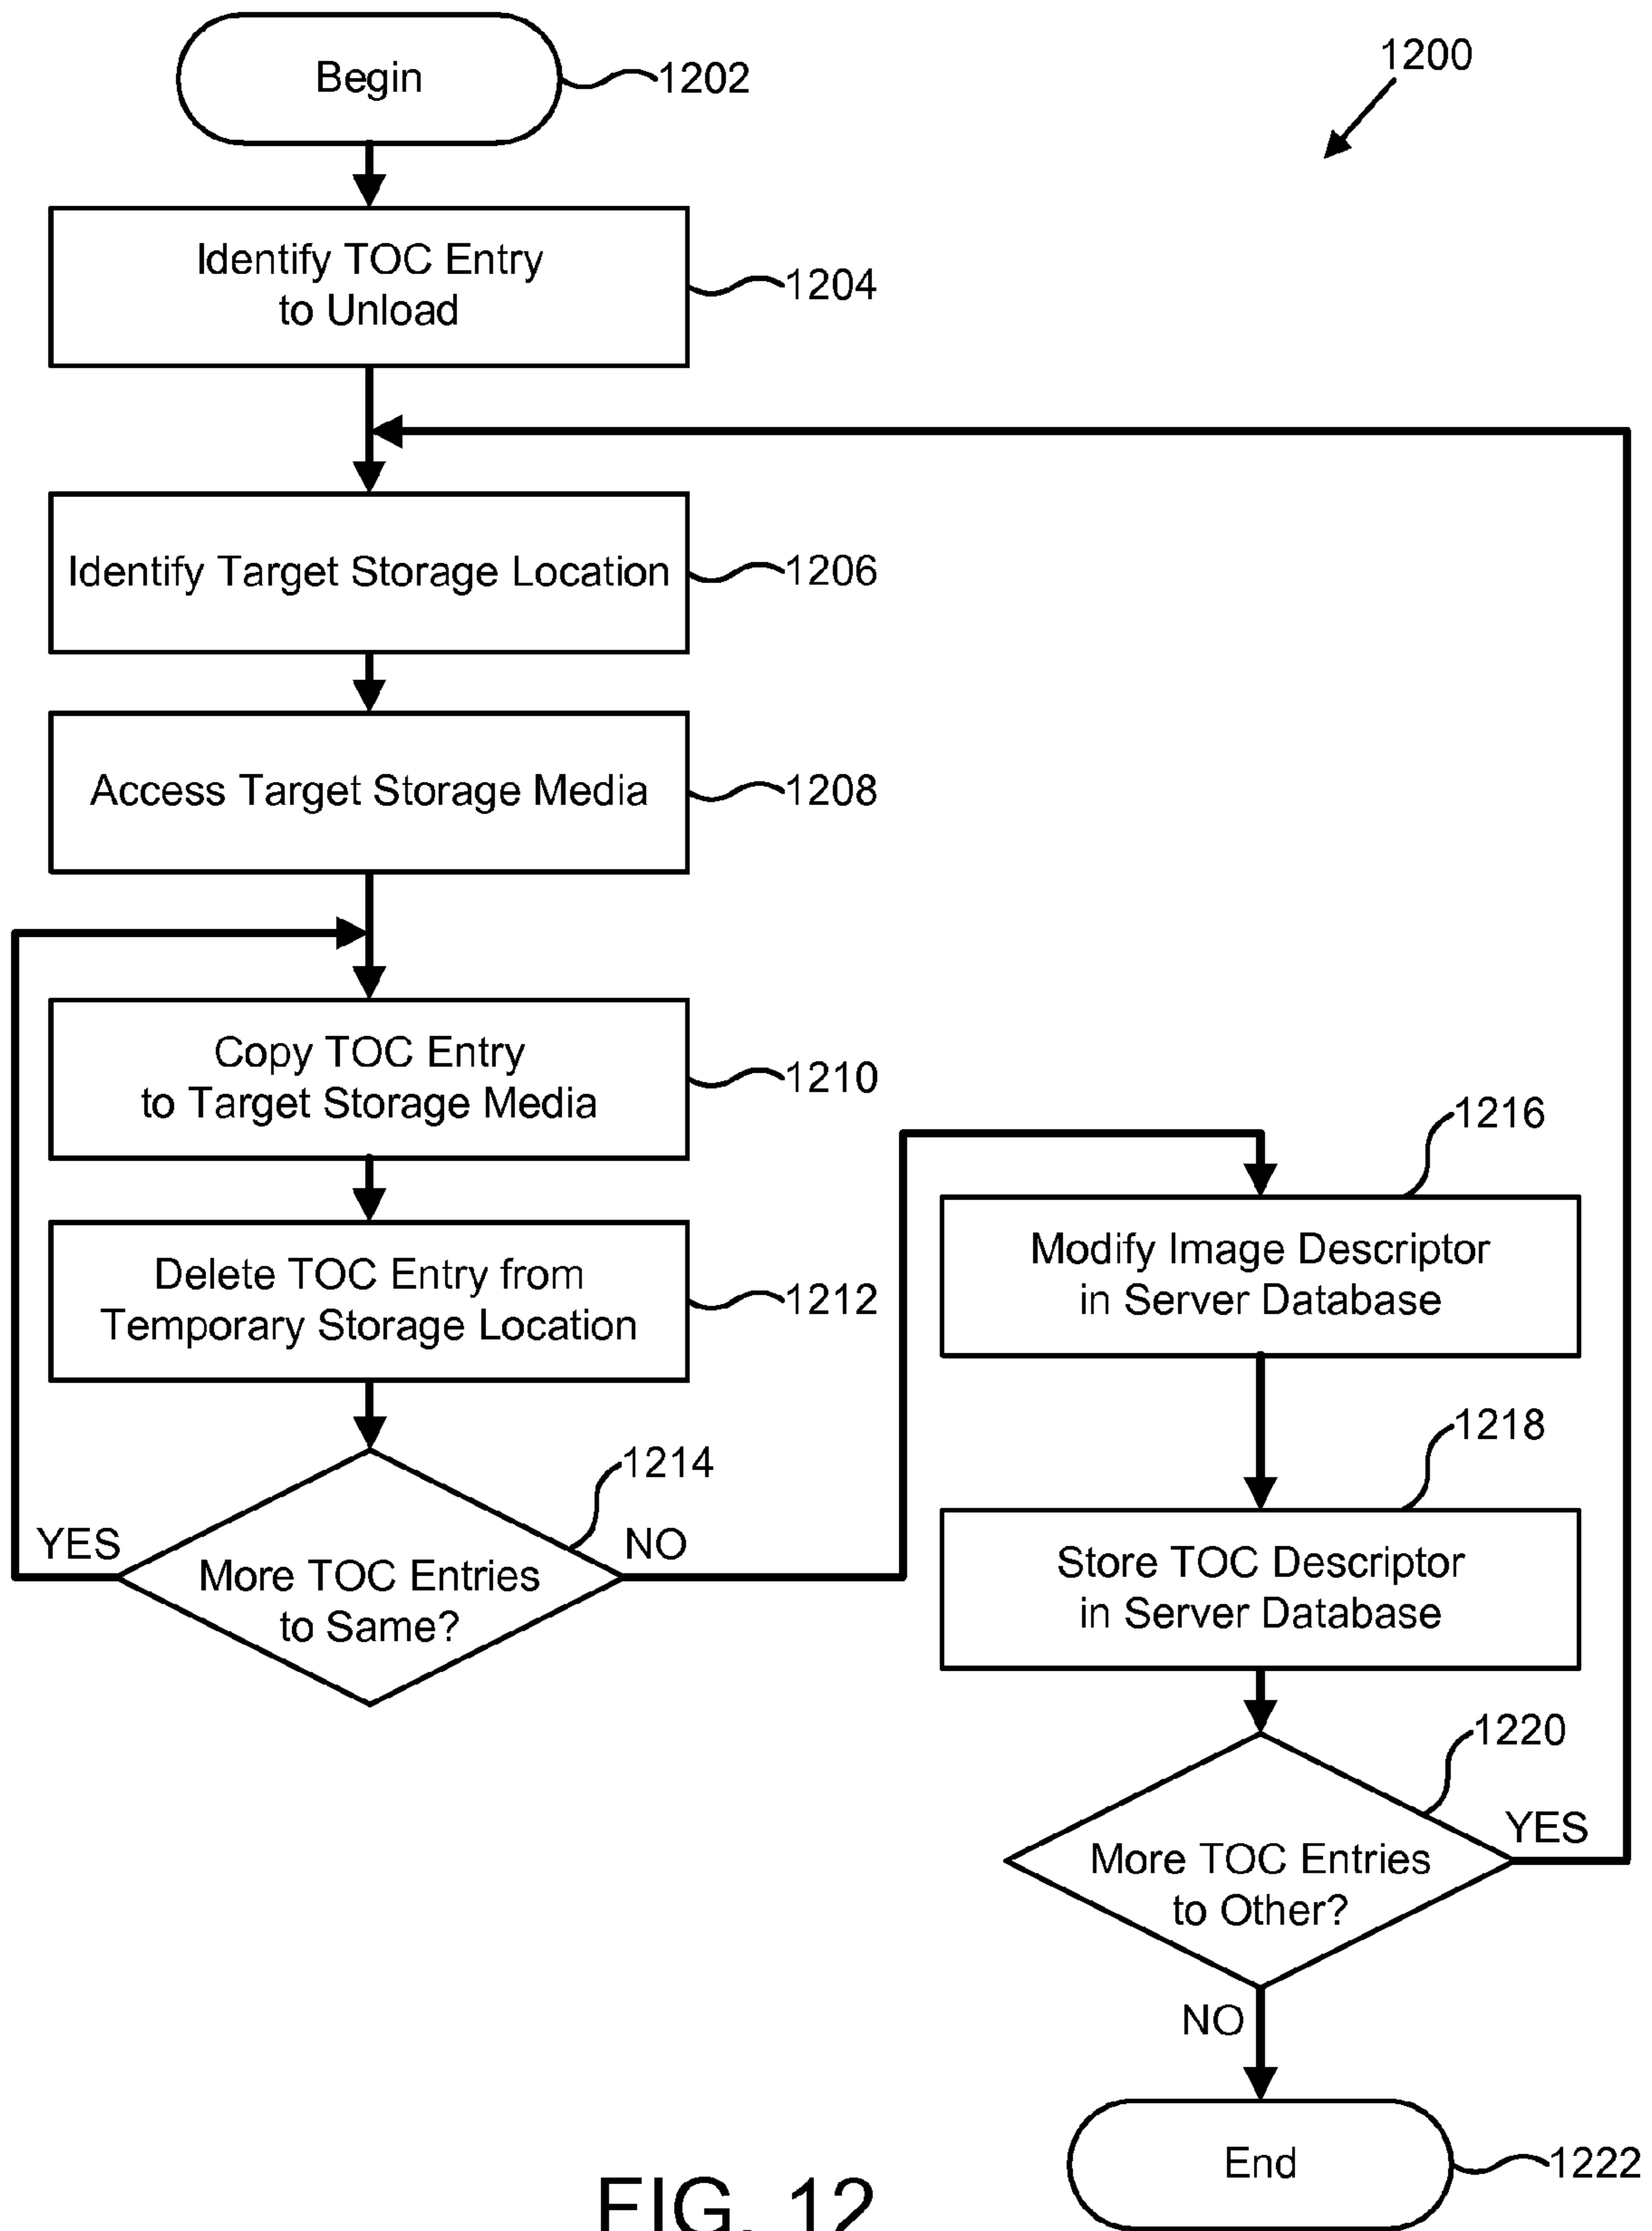 Begin
1202
1200
Identify TOC Entry
to Unload
1204
Identify Target Storage Location
1206
Access Target Storage Media
1208
Copy TOC Entry
to Target Storage Media
1210
Delete TOC Entry from
Temporary Storage Location
1212
1214
YES
NO
More TOC Entries
to Same?
1216
Modify Image Descriptor
in Server Database
1218
Store TOC Descriptor
in Server Database
1220
YES
More TOC Entries
to Other?
NO
End
1222
FIG. 12